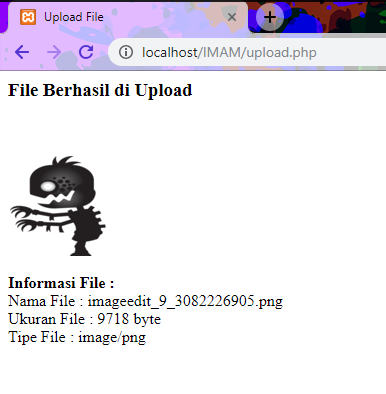 Upload File
localhost/IMAM/upload.php
File Berhasil di Upload
Informasi File :
Nama File : imageedit_9_3082226905.png
Ukuran File : 9718 byte
Tipe File : image/png